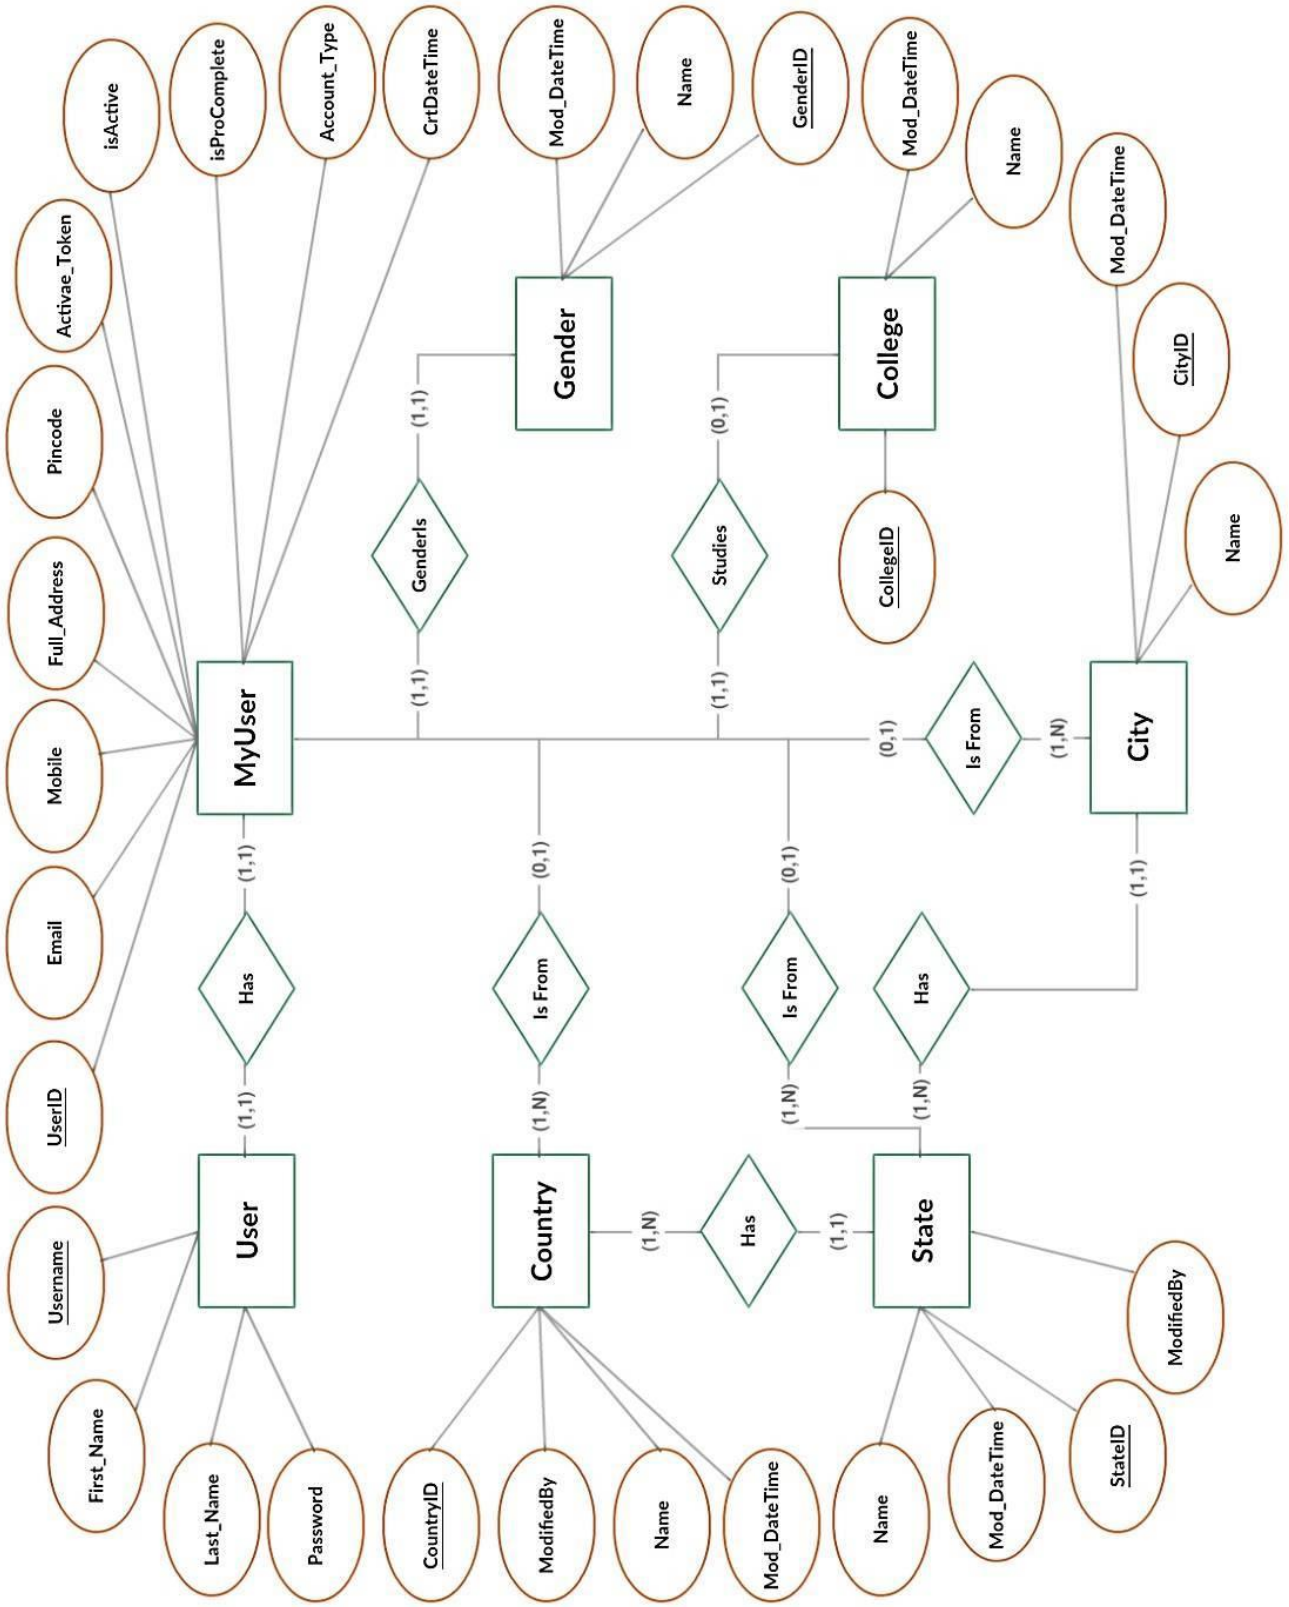 Username
UserID
Email
Mobile
Full_Address
Pincode
Activae_Token
First_Name
isActive
Last_Name
isProComplete
User
(1,1)
Has
(1,1)
MyUser
Password
Account_Type
CountryID
(1,1)
GenderIs
(1,1)
CrtDateTime
ModifiedBy
Country
(1,N)
Is From
(0,1)
Gender
Mod_DateTime
Name
(1,N)
Name
Has
(1,1)
Studies
(0,1)
Mod_DateTime
(1,N)
Is From
(0,1)
GenderID
(1,1)
Name
State
(1,N)
Has
(0,1)
CollegeID
College
Mod_DateTime
Mod_DateTime
Is From
Name
(1,N)
StateID
(1,1)
City
Mod_DateTime
ModifiedBy
CityID
Name